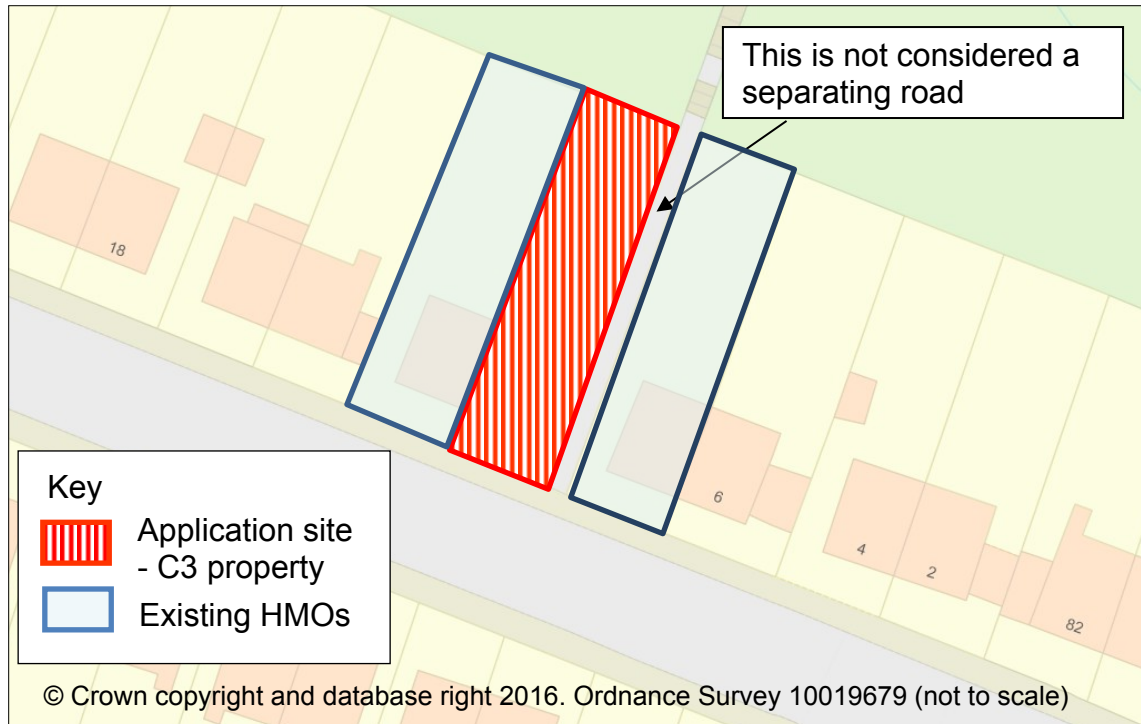 This is not considered a
separating road
18
6
4
2
82
Key
Application site
- C3 property
Existing HMOs
© Crown copyright and database right 2016. Ordnance Survey 10019679 (not to scale)